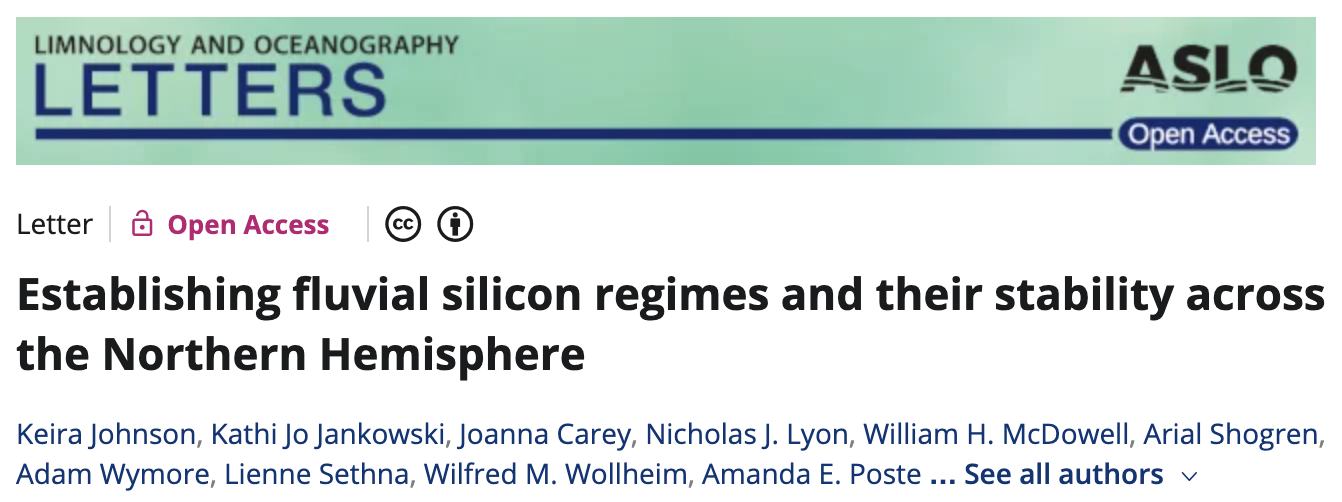 LIMNOLOGY AND OCEANOGRAPHY
LETTERS
ASLO
Open Access
Letter
Open Access
cc
Establishing fluvial silicon regimes and their stability across
the Northern Hemisphere
Keira Johnson, Kathi Jo Jankowski, Joanna Carey, Nicholas J. Lyon, William H. McDowell, Arial Shogren,
Adam Wymore, Lienne Sethna, Wilfred M. Wollheim, Amanda E. Poste ... See all authors